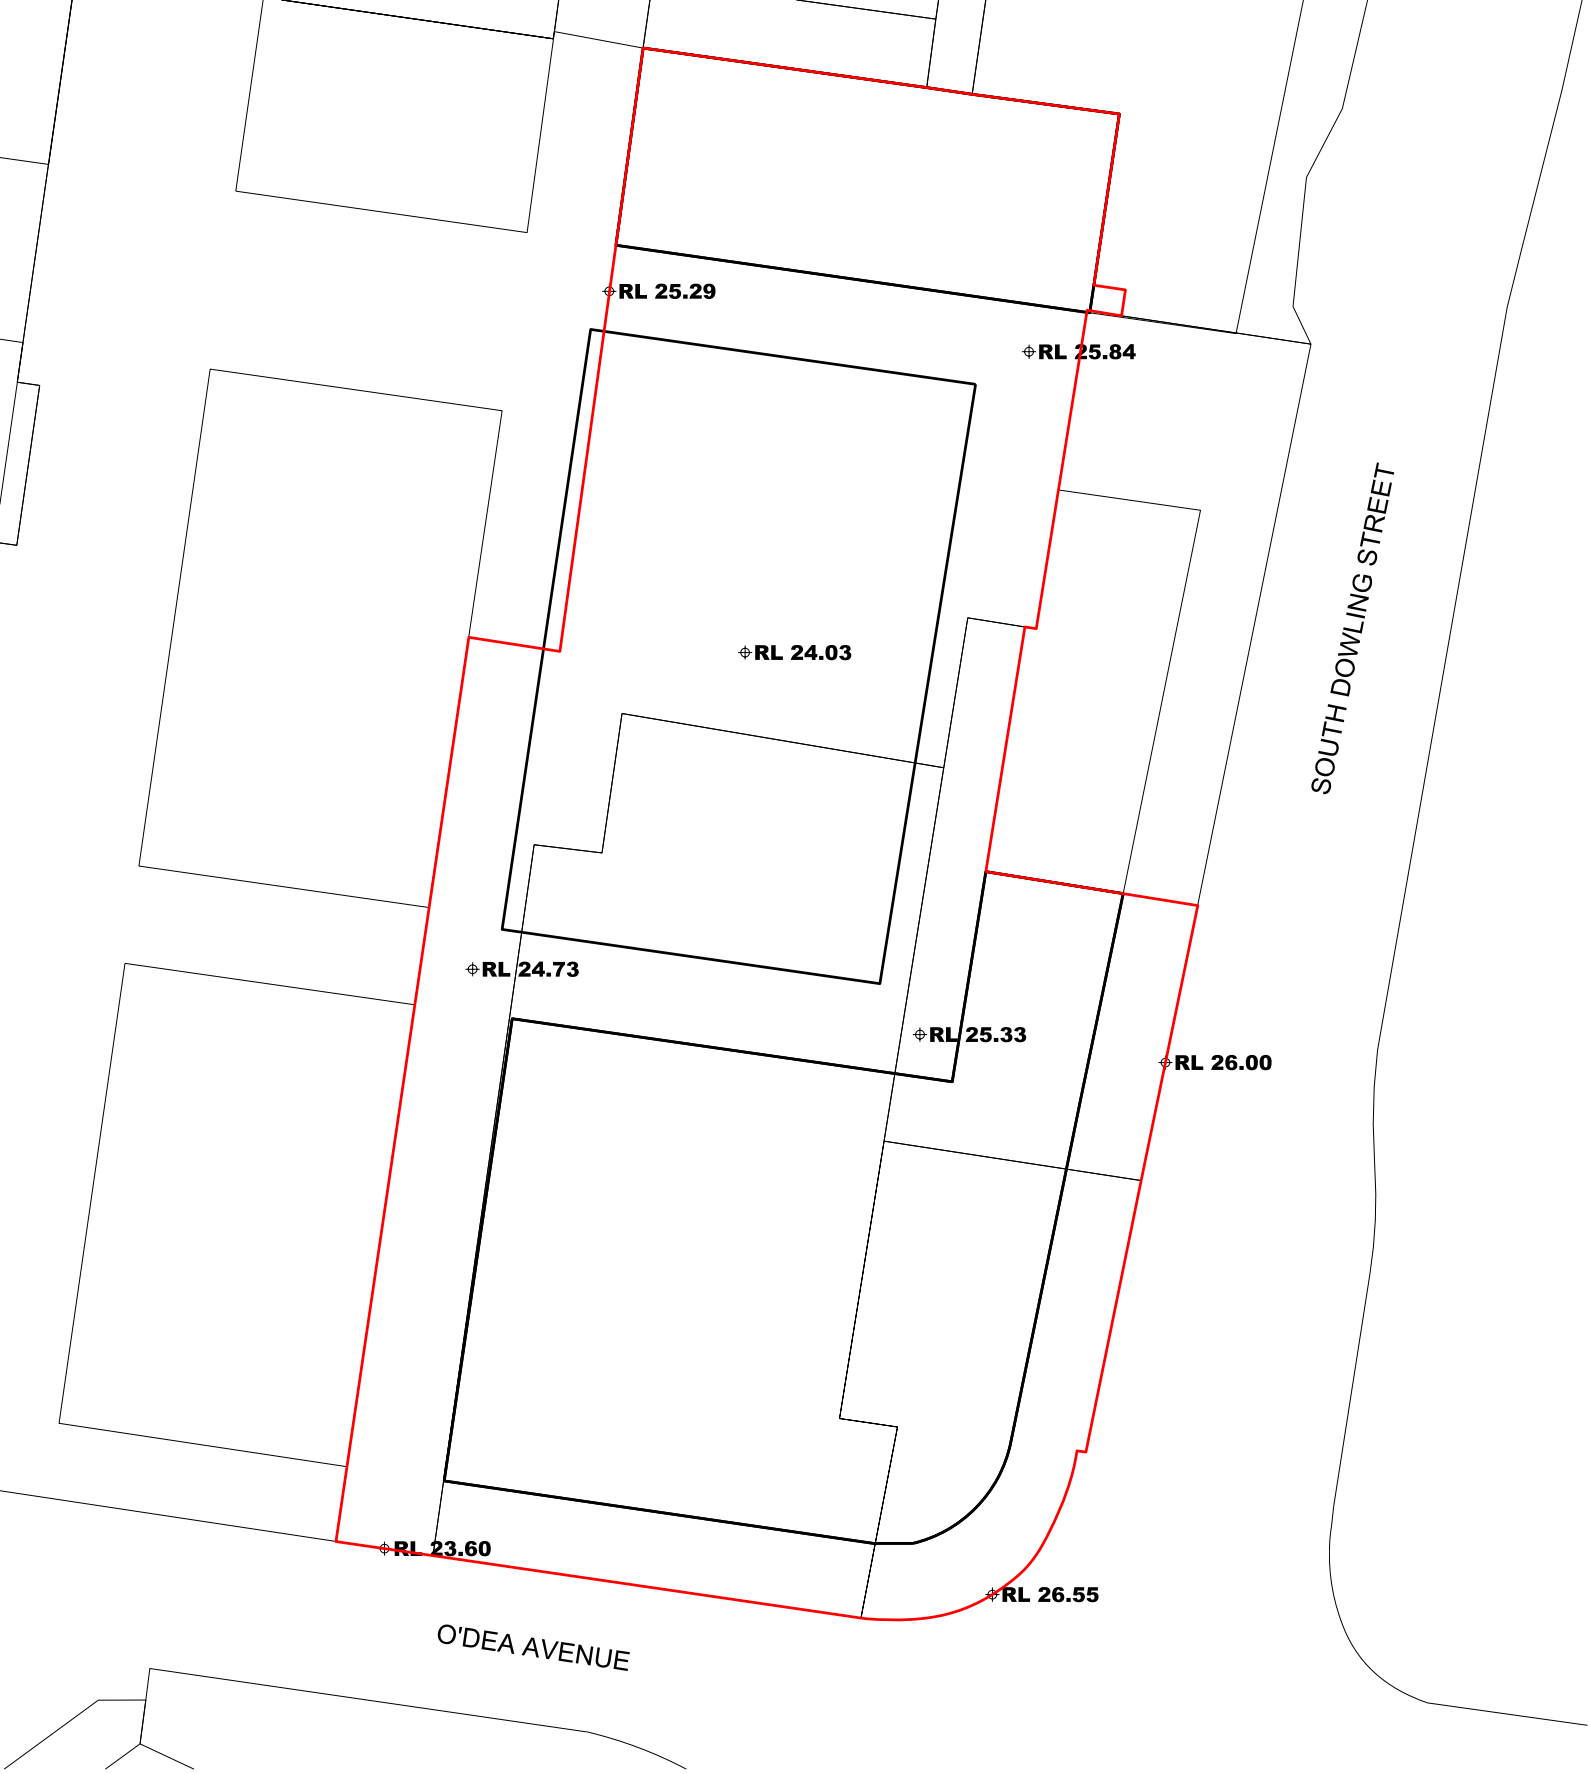 RL 25.29
RL 25.84
SOUTH DOWLING STREET
RL 24.03
RL 24.73
RL 25.33
RL 26.00
RL 23.60
RL 26.55
O'DEA AVENUE